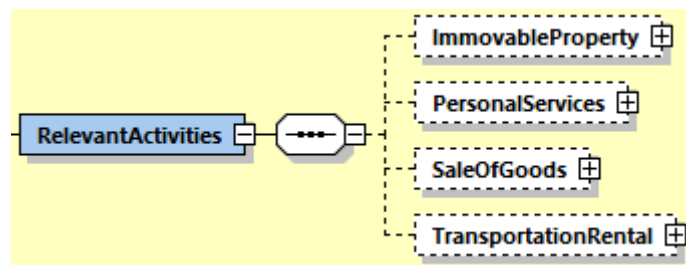 ImmovableProperty
PersonalServices
RelevantActivities
SaleOfGoods
TransportationRental